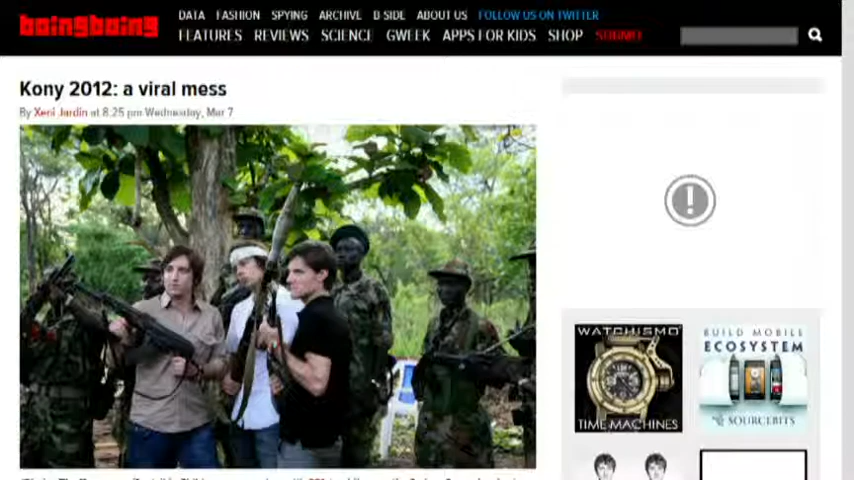 boingboing
DATA FASHION SPYING ARCHIVE B-SIDE ABOUT US FOLLOW US ON TWITTER
FEATURES REVIEWS SCIENCE GWEEK APPS FOR KIDS SHOP
Kony 2012: a viral mess
By Xeni Jardin at 8:25 pm Wednesday, Mar 7
WATCHISMO
TIME MACHINES
BUILD MOBILE
ECOSYSTEM
SOURCEBITS